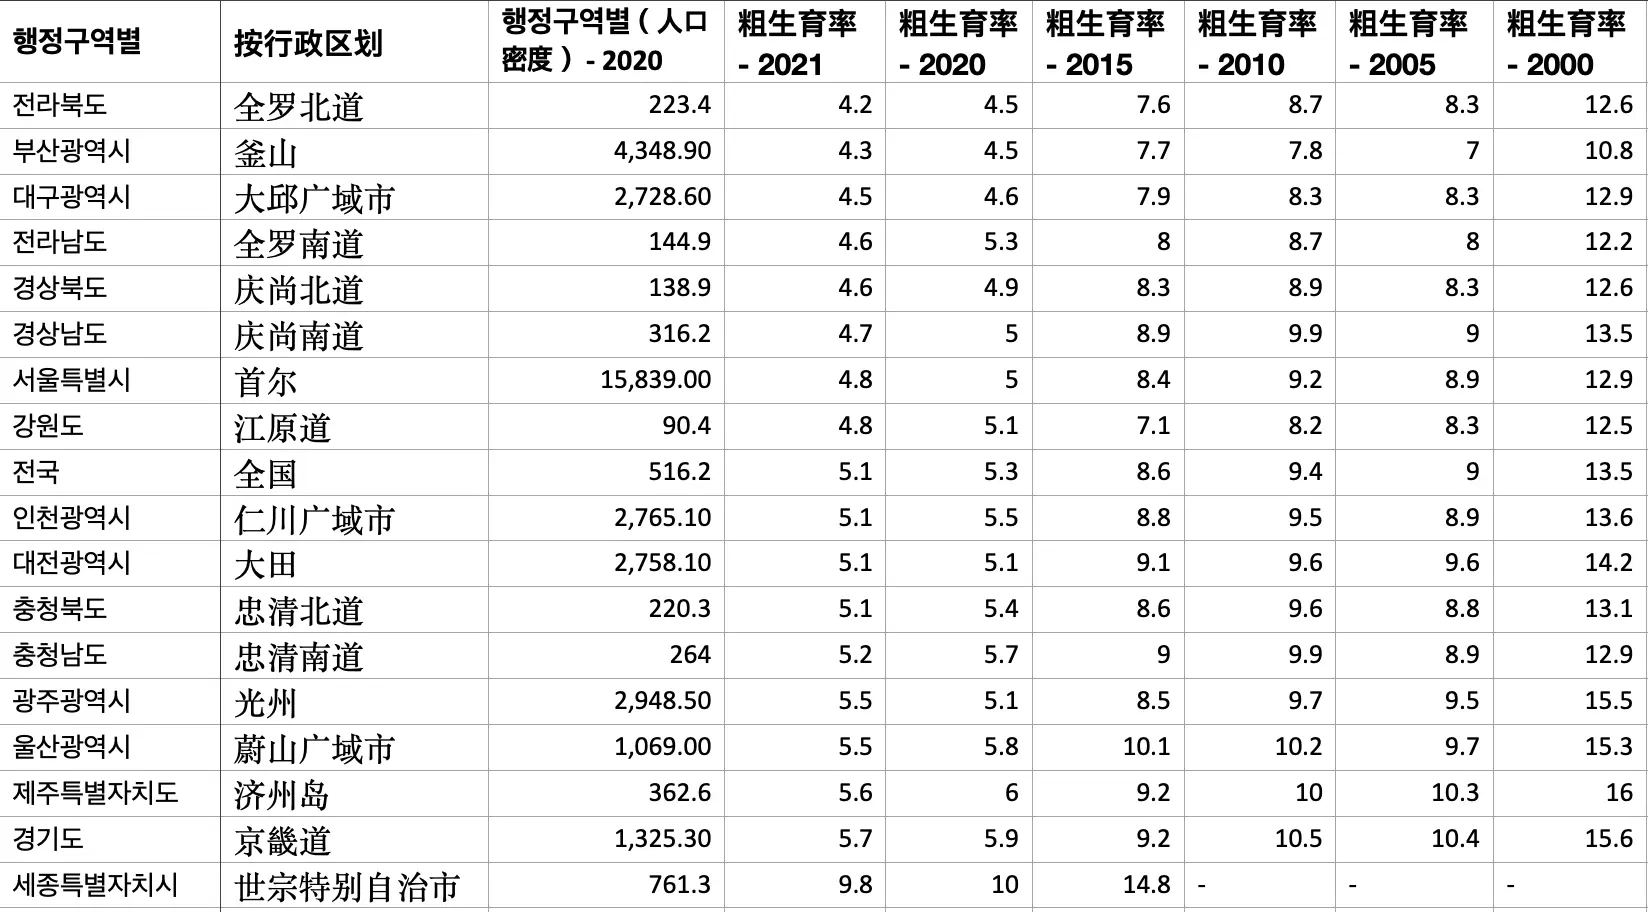 행정구역별 按行政区划 행정구역별（人口密度）- 2020 粗生育率 - 2021 粗生育率 - 2020 粗生育率 - 2015 粗生育率 - 2010 粗生育率 - 2005 粗生育率 - 2000
전라북도 全罗北道 223.4 4.2 4.5 7.6 8.7 8.3 12.6
부산광역시 釜山 4,348.90 4.3 4.5 7.7 7.8 7 10.8
대구광역시 大邱广域市 2,728.60 4.5 4.6 7.9 8.3 8.3 12.9
전라남도 全罗南道 144.9 4.6 5.3 8 8.7 8 12.2
경상북도 庆尚北道 138.9 4.6 4.9 8.3 8.9 8.3 12.6
경상남도 庆尚南道 316.2 4.7 5 8.9 9.9 9 13.5
서울특별시 首尔 15,839.00 4.8 5 8.4 9.2 8.9 12.9
강원도 江原道 90.4 4.8 5.1 7.1 8.2 8.3 12.5
전국 全国 516.2 5.1 5.3 8.6 9.4 9 13.5
인천광역시 仁川广域市 2,765.10 5.1 5.5 8.8 9.5 8.9 13.6
대전광역시 大田 2,758.10 5.1 5.1 9.1 9.6 9.6 14.2
충청북도 忠清北道 220.3 5.1 5.4 8.6 9.6 8.8 13.1
충청남도 忠清南道 264 5.2 5.7 9 9.9 8.9 12.9
광주광역시 光州 2,948.50 5.5 5.1 8.5 9.7 9.5 15.5
울산광역시 蔚山广域市 1,069.00 5.5 5.8 10.1 10.2 9.7 15.3
제주특별자치도 济州岛 362.6 5.6 6 9.2 10 10.3 16
경기도 京畿道 1,325.30 5.7 5.9 9.2 10.5 10.4 15.6
세종특별자치시 世宗特别自治市 761.3 9.8 10 14.8 - - -